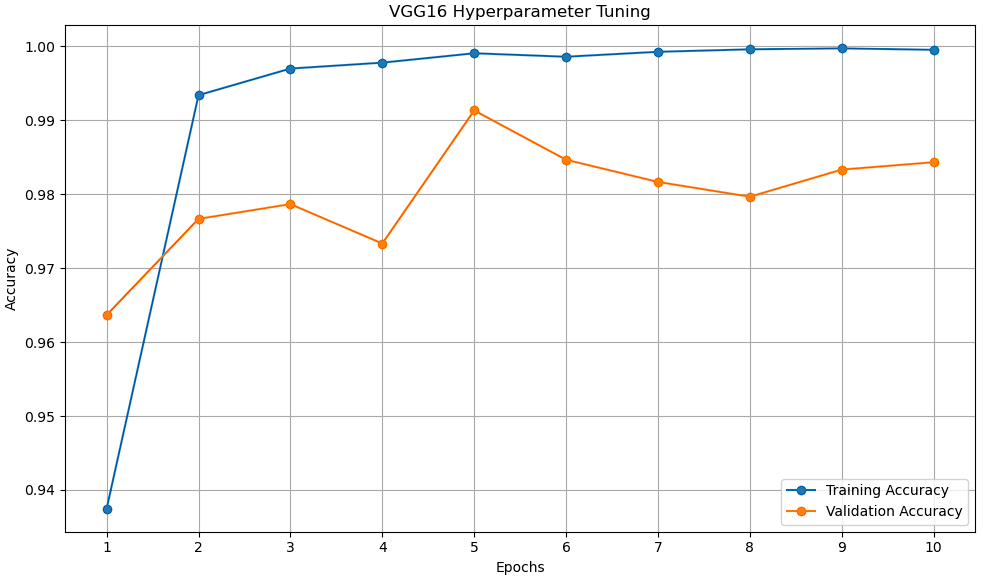 VGG16 Hyperparameter Tuning
Accuracy
1.00
0.99
0.98
0.97
0.96
0.95
0.94
Training Accuracy
Validation Accuracy
1 2 3 4 5 6 7 8 9 10
Epochs